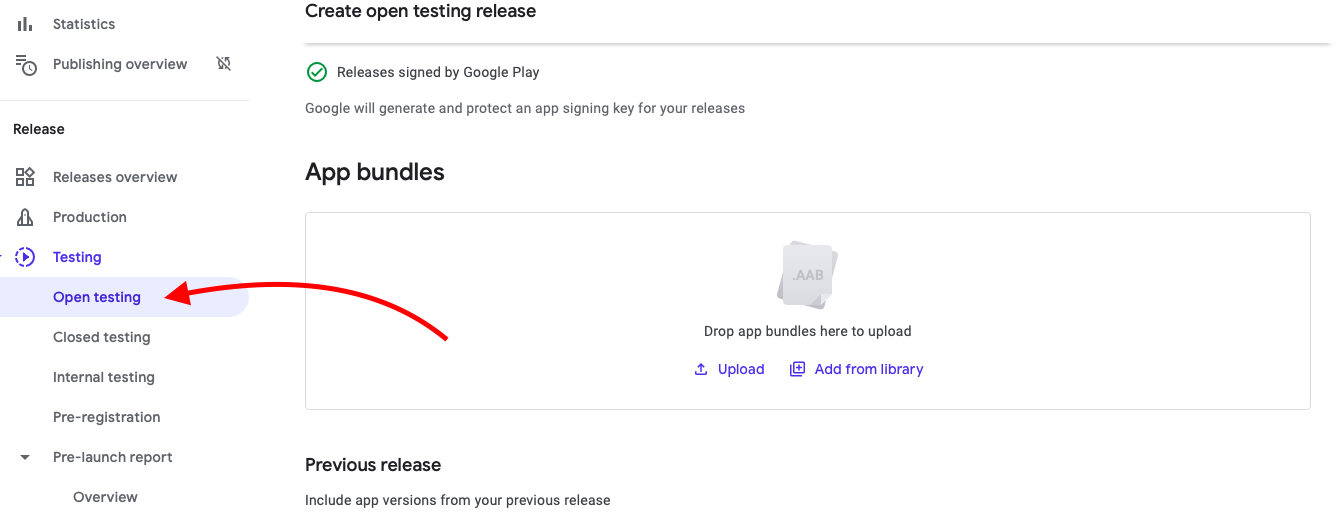 Statistics
Publishing overview
Release
Releases overview
Production
Testing
Open testing
Closed testing
Internal testing
Pre-registration
Pre-launch report
Overview
Create open testing release
Releases signed by Google Play
Google will generate and protect an app signing key for your releases
App bundles
.AAB
Drop app bundles here to upload
Upload Add from library
Previous release
Include app versions from your previous release